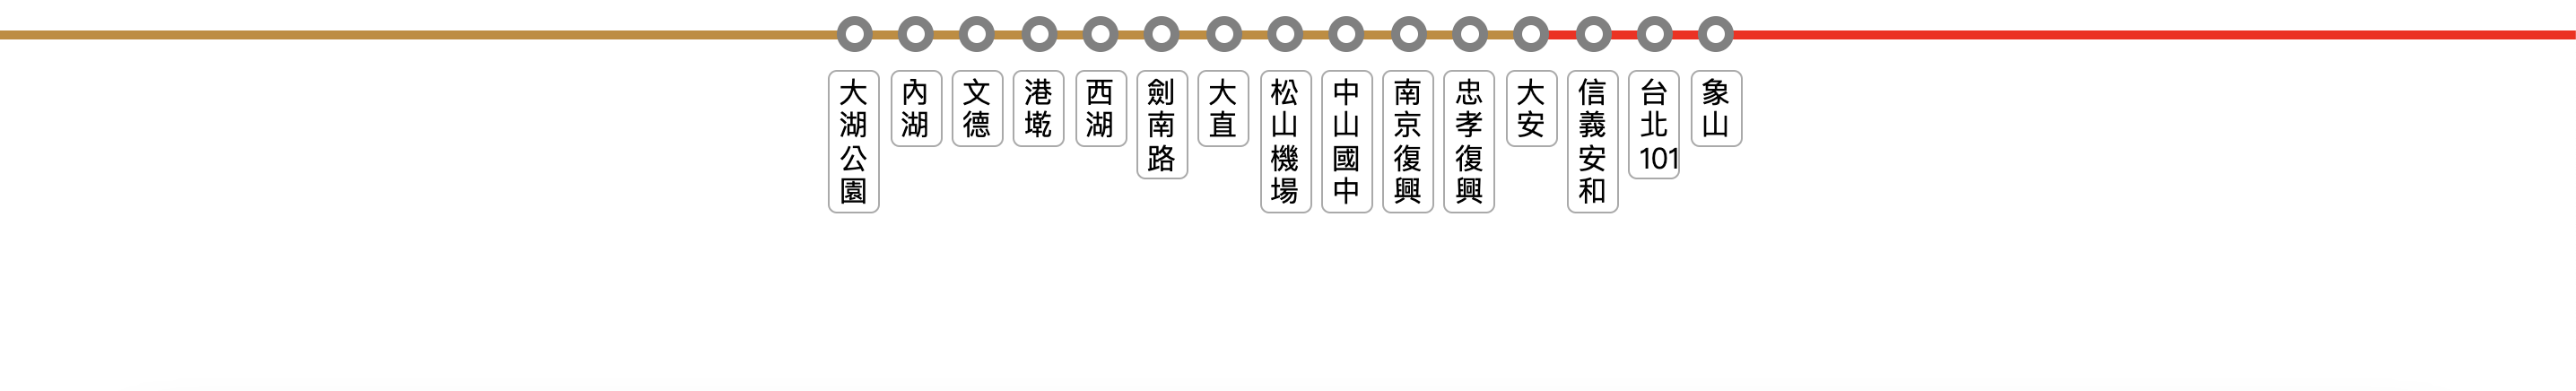 大湖公園
內湖
文德
港墘
西湖
劍南路
大直
松山機場
中山國中
南京復興
忠孝復興
大安
信義安和
台北101
象山